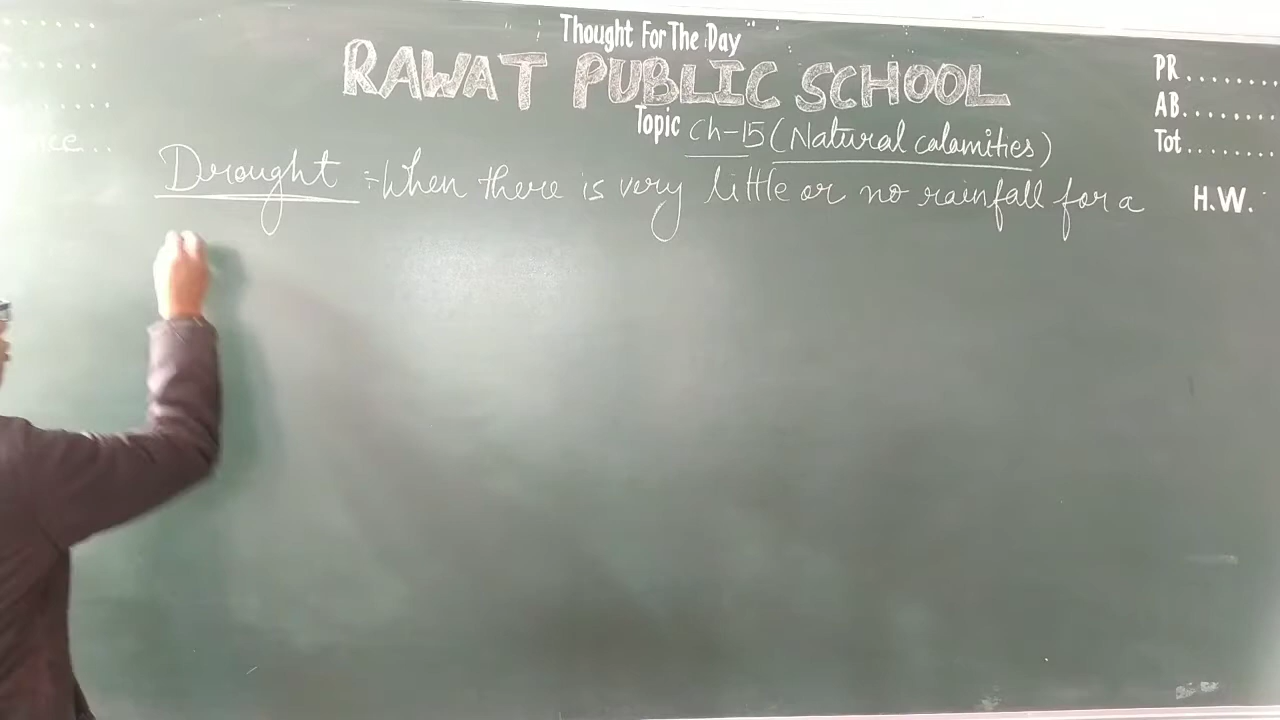 Thought For The Day
RAWAT PUBLIC SCHOOL
Topic Ch-15 (Natural calamities)
Drought :- When there is very little or no rainfall for a
PR........
AB........
Tot........
H.W.